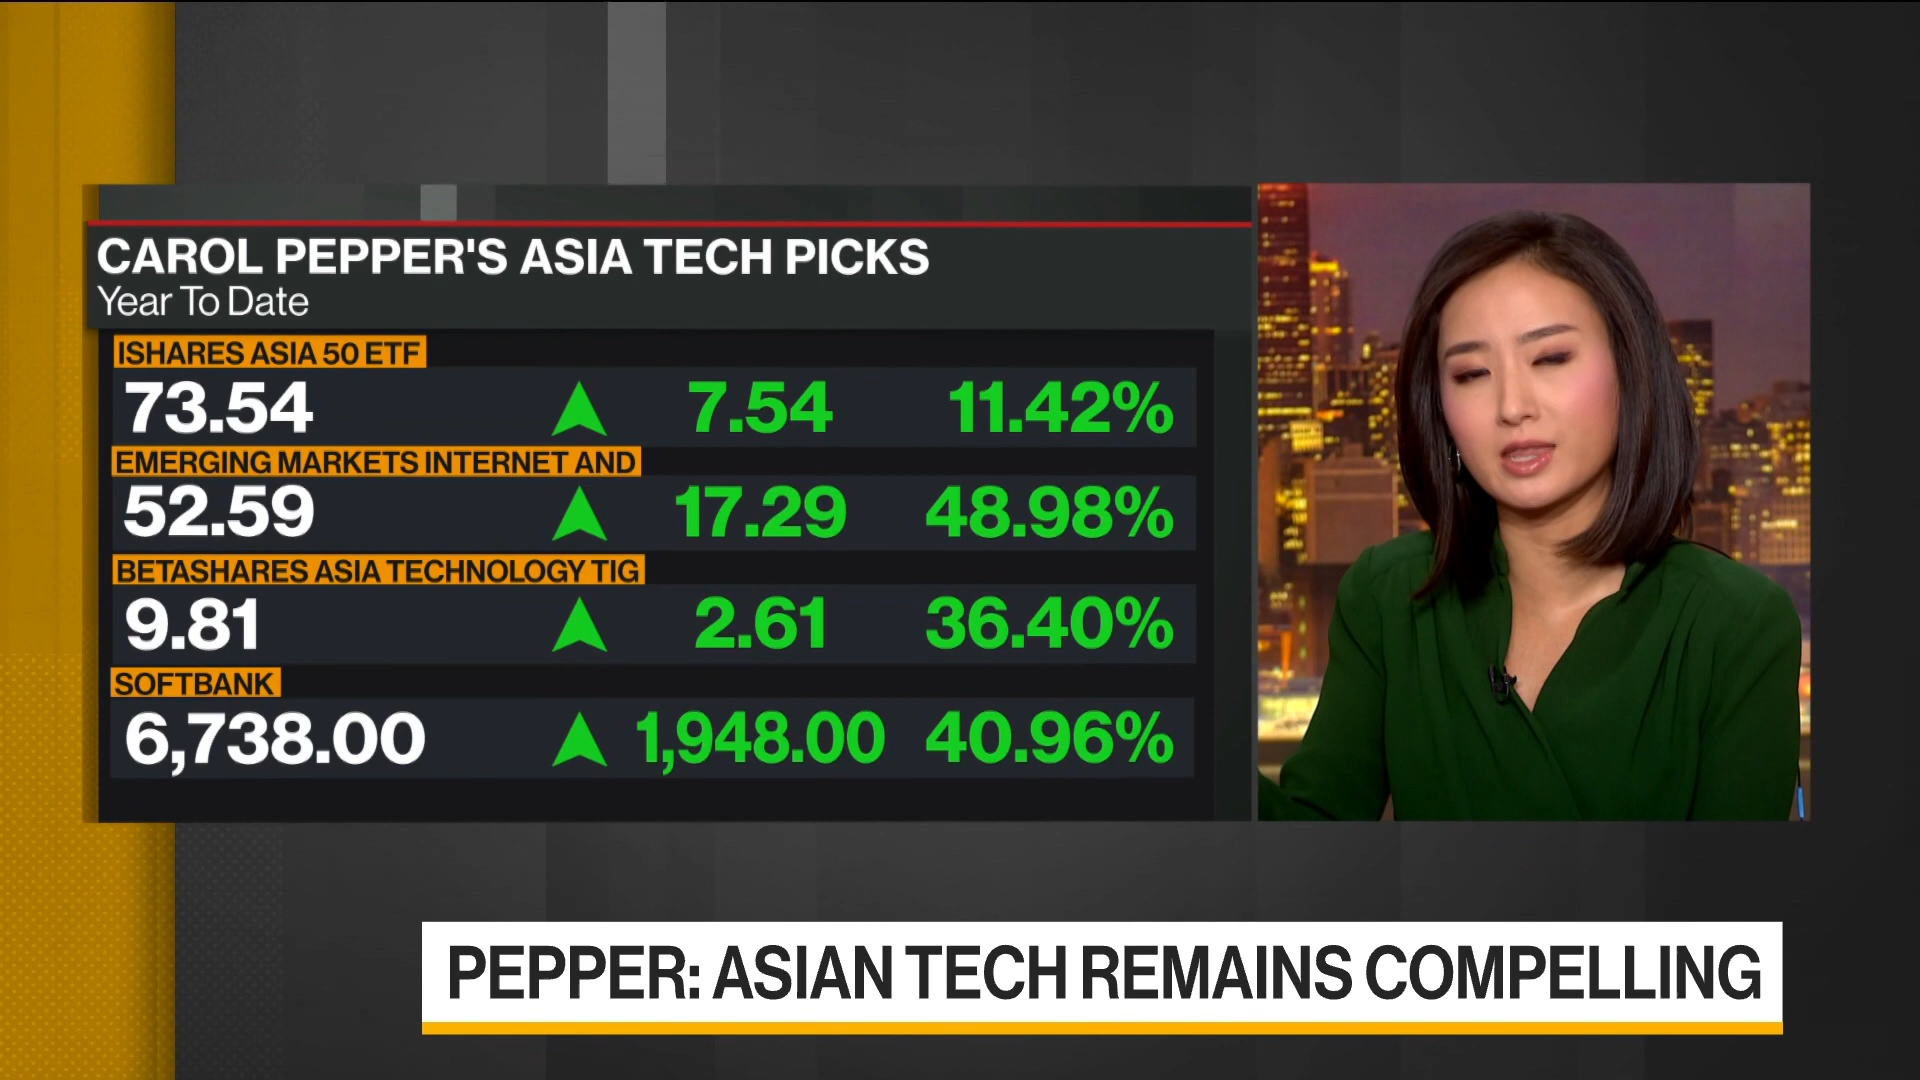 CAROL PEPPER'S ASIA TECH PICKS
Year To Date
ISHARES ASIA 50 ETF
73.54 ▲ 7.54 11.42%
EMERGING MARKETS INTERNET AND
52.59 ▲ 17.29 48.98%
BETASHARES ASIA TECHNOLOGY TIG
9.81 ▲ 2.61 36.40%
SOFTBANK
6,738.00 ▲ 1,948.00 40.96%
PEPPER: ASIAN TECH REMAINS COMPELLING